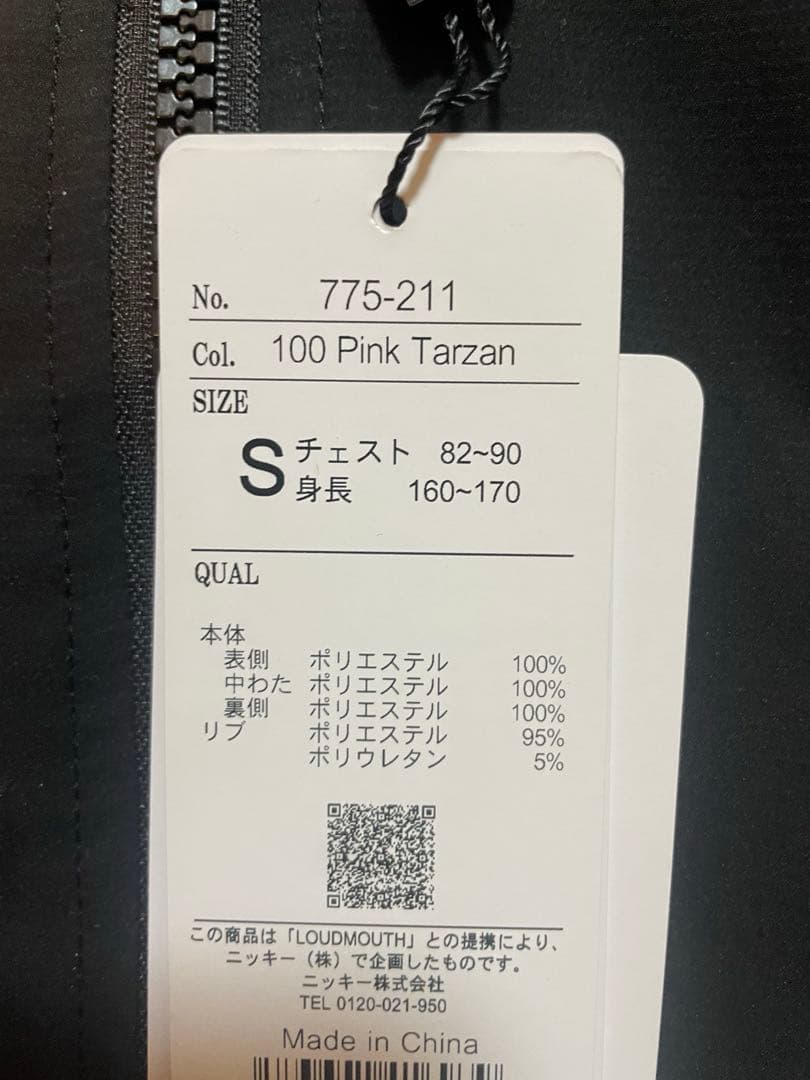 No. 775-211
Col. 100 Pink Tarzan
SIZE
S チェスト 82~90
身長 160~170
QUAL
本体
表側 ポリエステル 100%
中わた ポリエステル 100%
裏側 ポリエステル 100%
リブ ポリエステル 95%
ポリウレタン 5%
この商品は「LOUDMOUTH」との提携により、
ニッキー（株）で企画したものです。
ニッキー株式会社
TEL 0120-021-950
Made in China